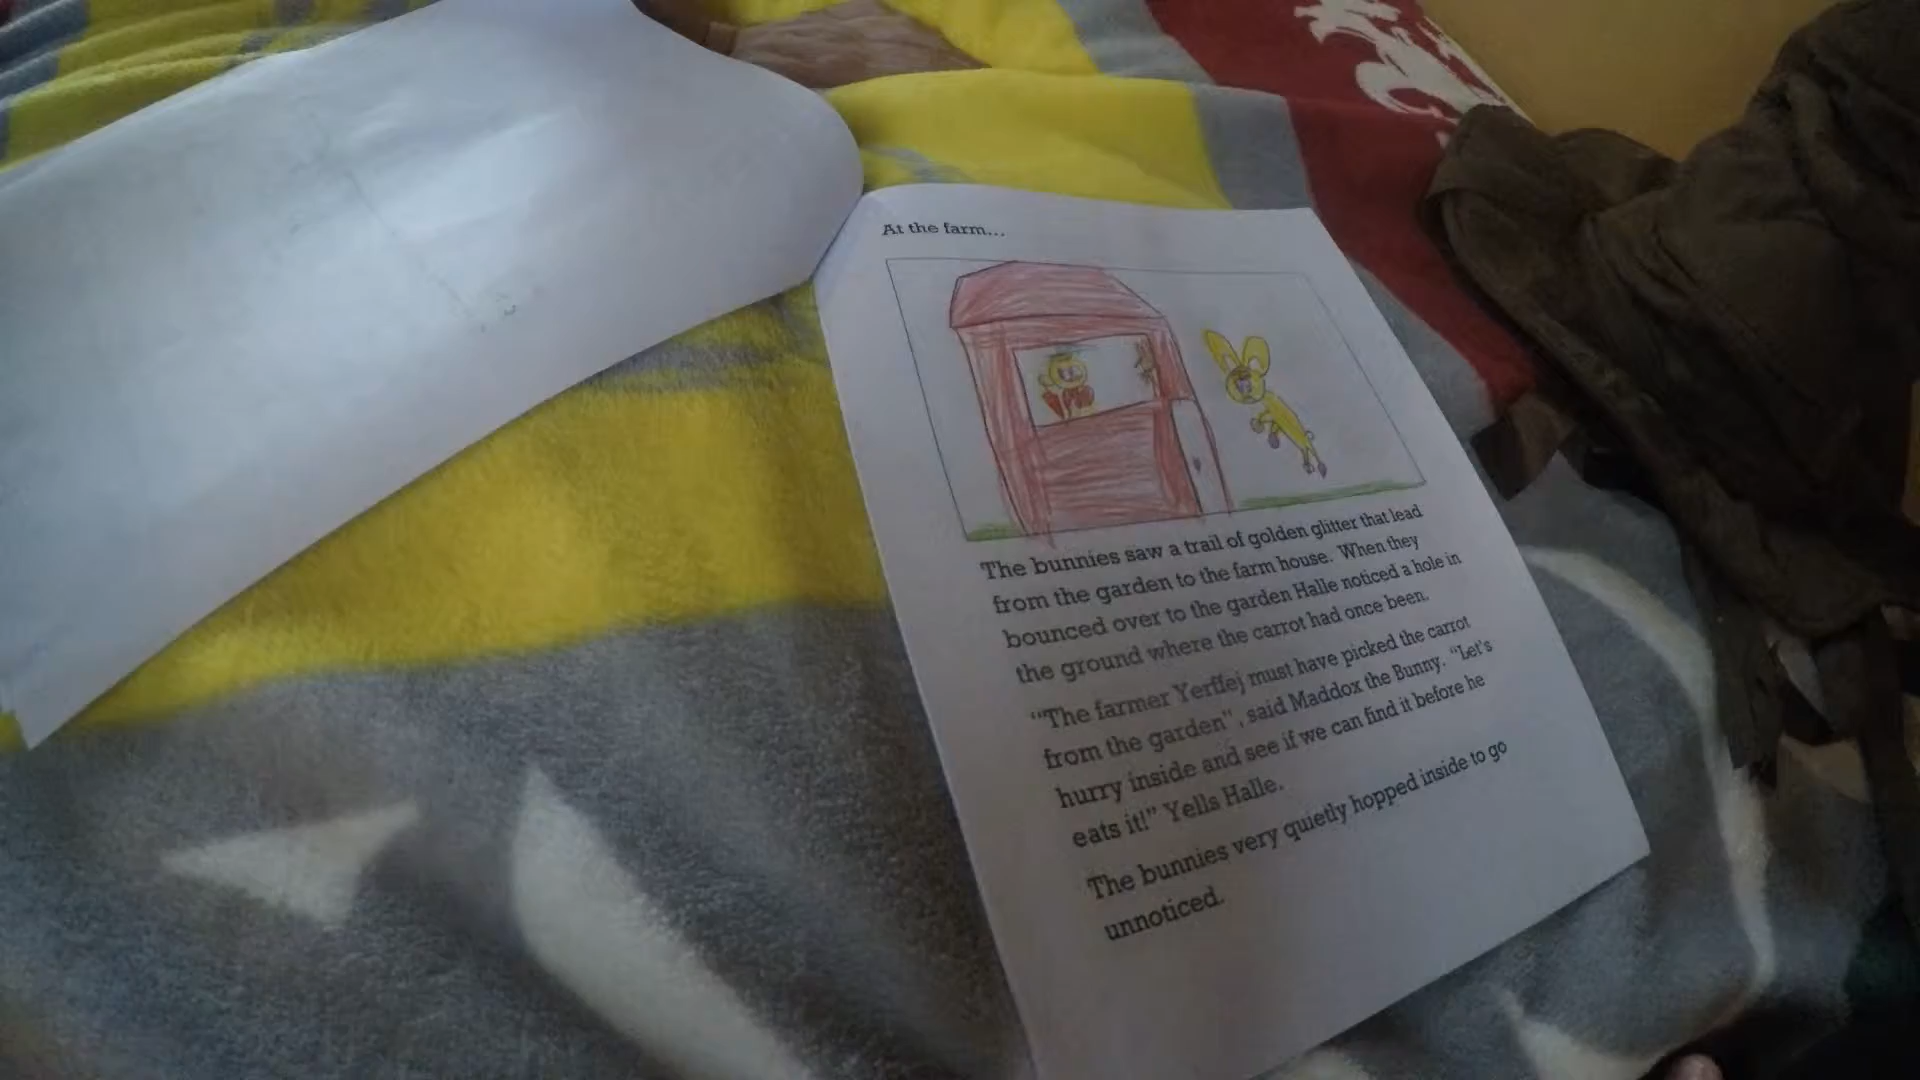 At the farm...
The bunnies saw a trail of golden glitter that lead
from the garden to the farm house. When they
bounced over to the garden Halle noticed a hole in
the ground where the carrot had once been.
“The farmer Yerffej must have picked the carrot
from the garden”, said Maddox the Bunny. “Let's
hurry inside and see if we can find it before he
eats it!” Yells Halle.
The bunnies very quietly hopped inside to go
unnoticed.